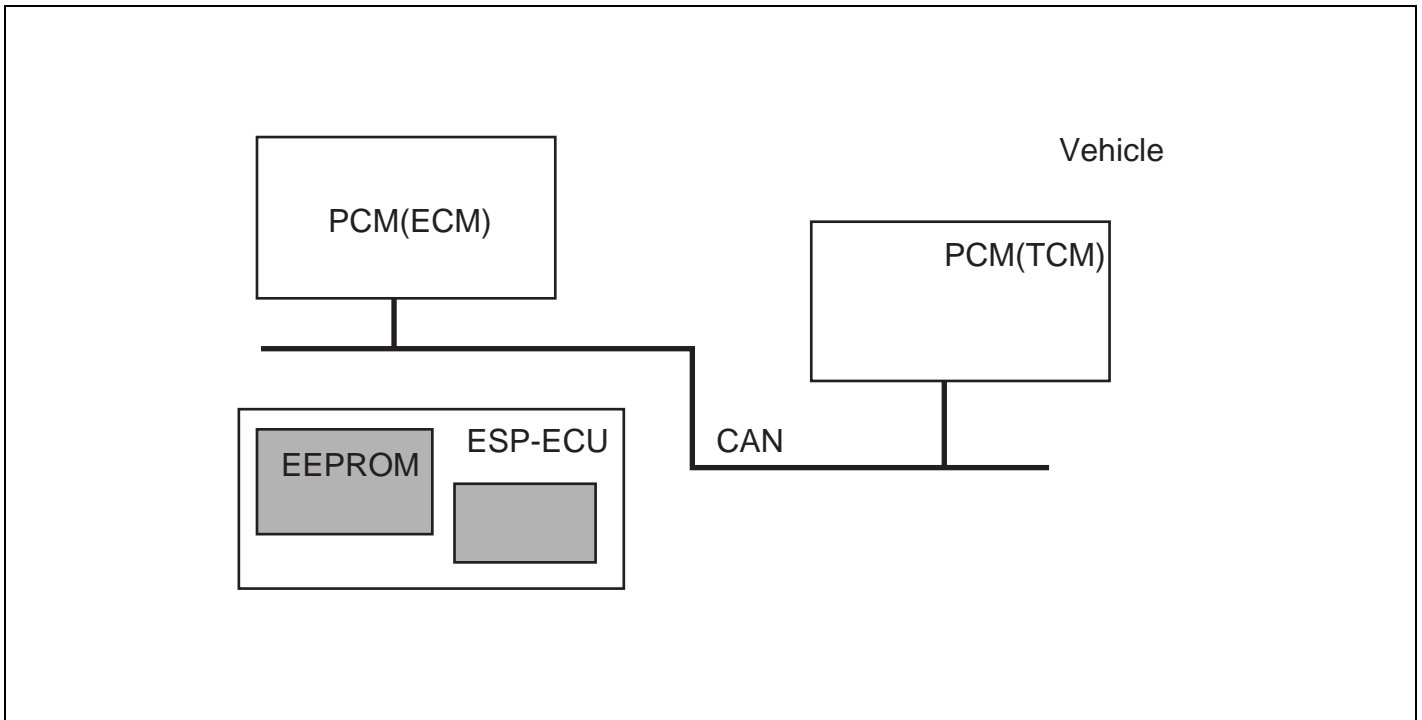 Vehicle
PCM(ECM)
PCM(TCM)
ESP-ECU
CAN
EEPROM